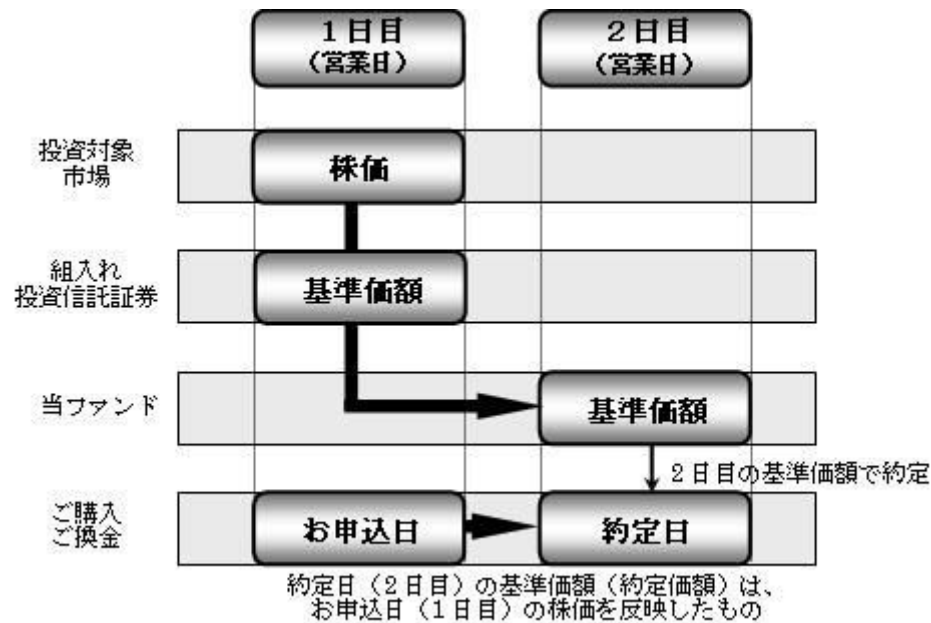 1日目
(営業日)
2日目
(営業日)
投資対象
市場
株価
組入れ
投資信託証券
基準価額
当ファンド
基準価額
2日目の基準価額で約定
ご購入
ご換金
お申込日
約定日
約定日(2日目)の基準価額(約定価額)は、
お申込日(1日目)の株価を反映したもの